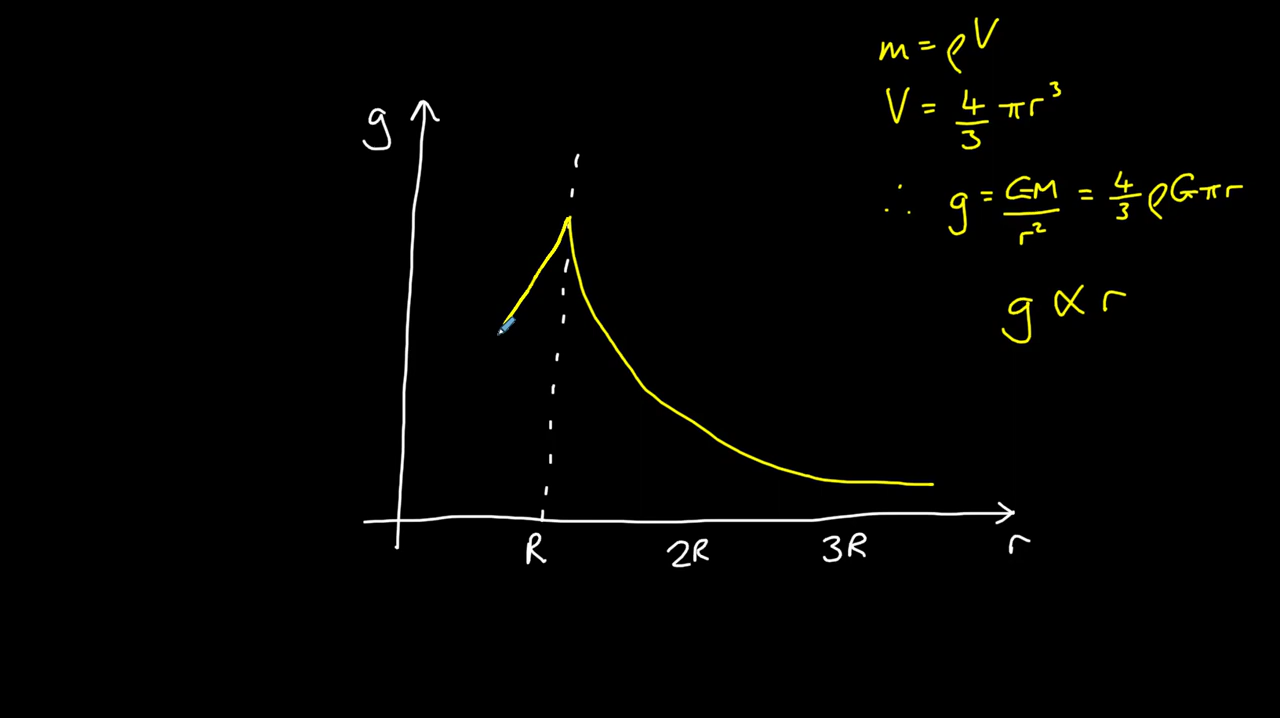 m = ρV
V = 4/3 πr³
g
∴ g = GM/r² = 4/3 ρGπr
g ∝ r
R 2R 3R r